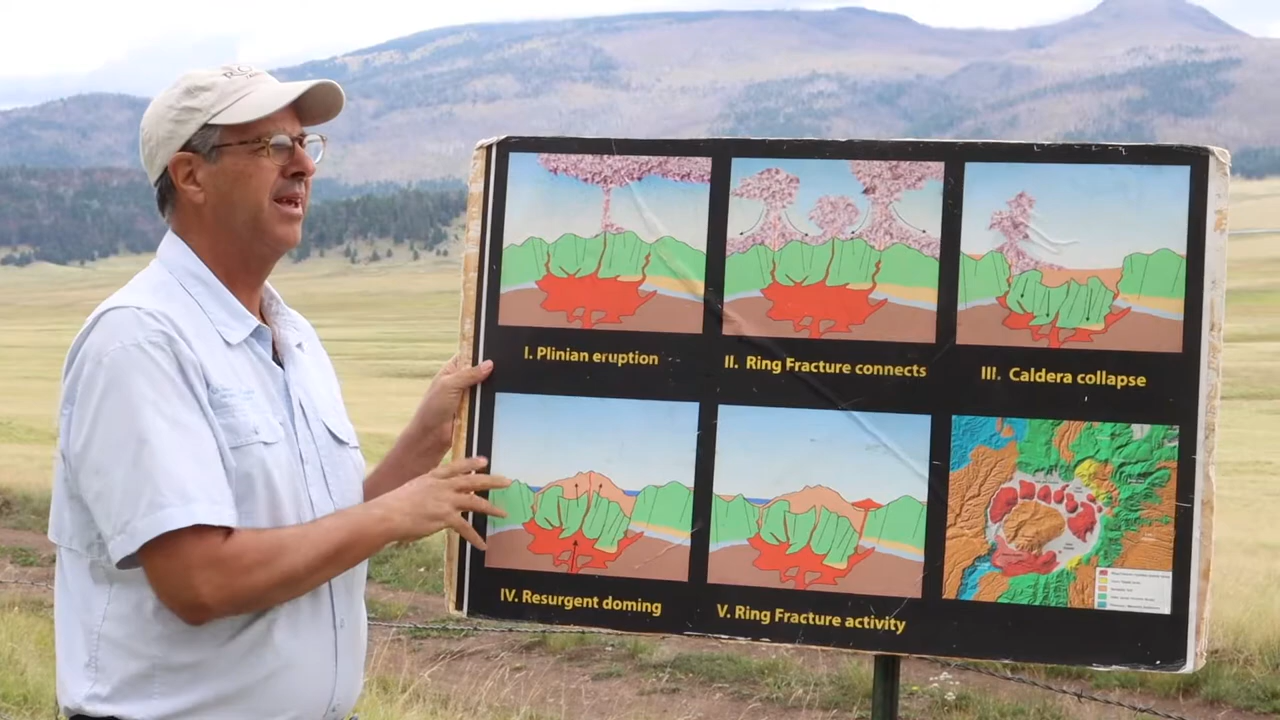 I. Plinian eruption
II. Ring Fracture connects
III. Caldera collapse
IV. Resurgent doming
V. Ring Fracture activity